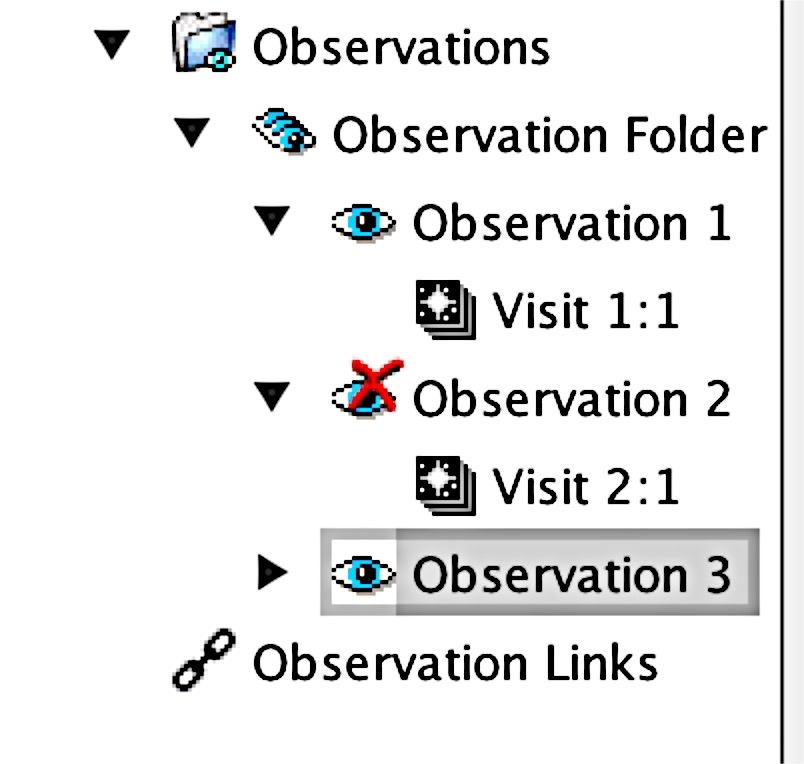 Observations
Observation Folder
Observation 1
Visit 1:1
Observation 2
Visit 2:1
Observation 3
Observation Links